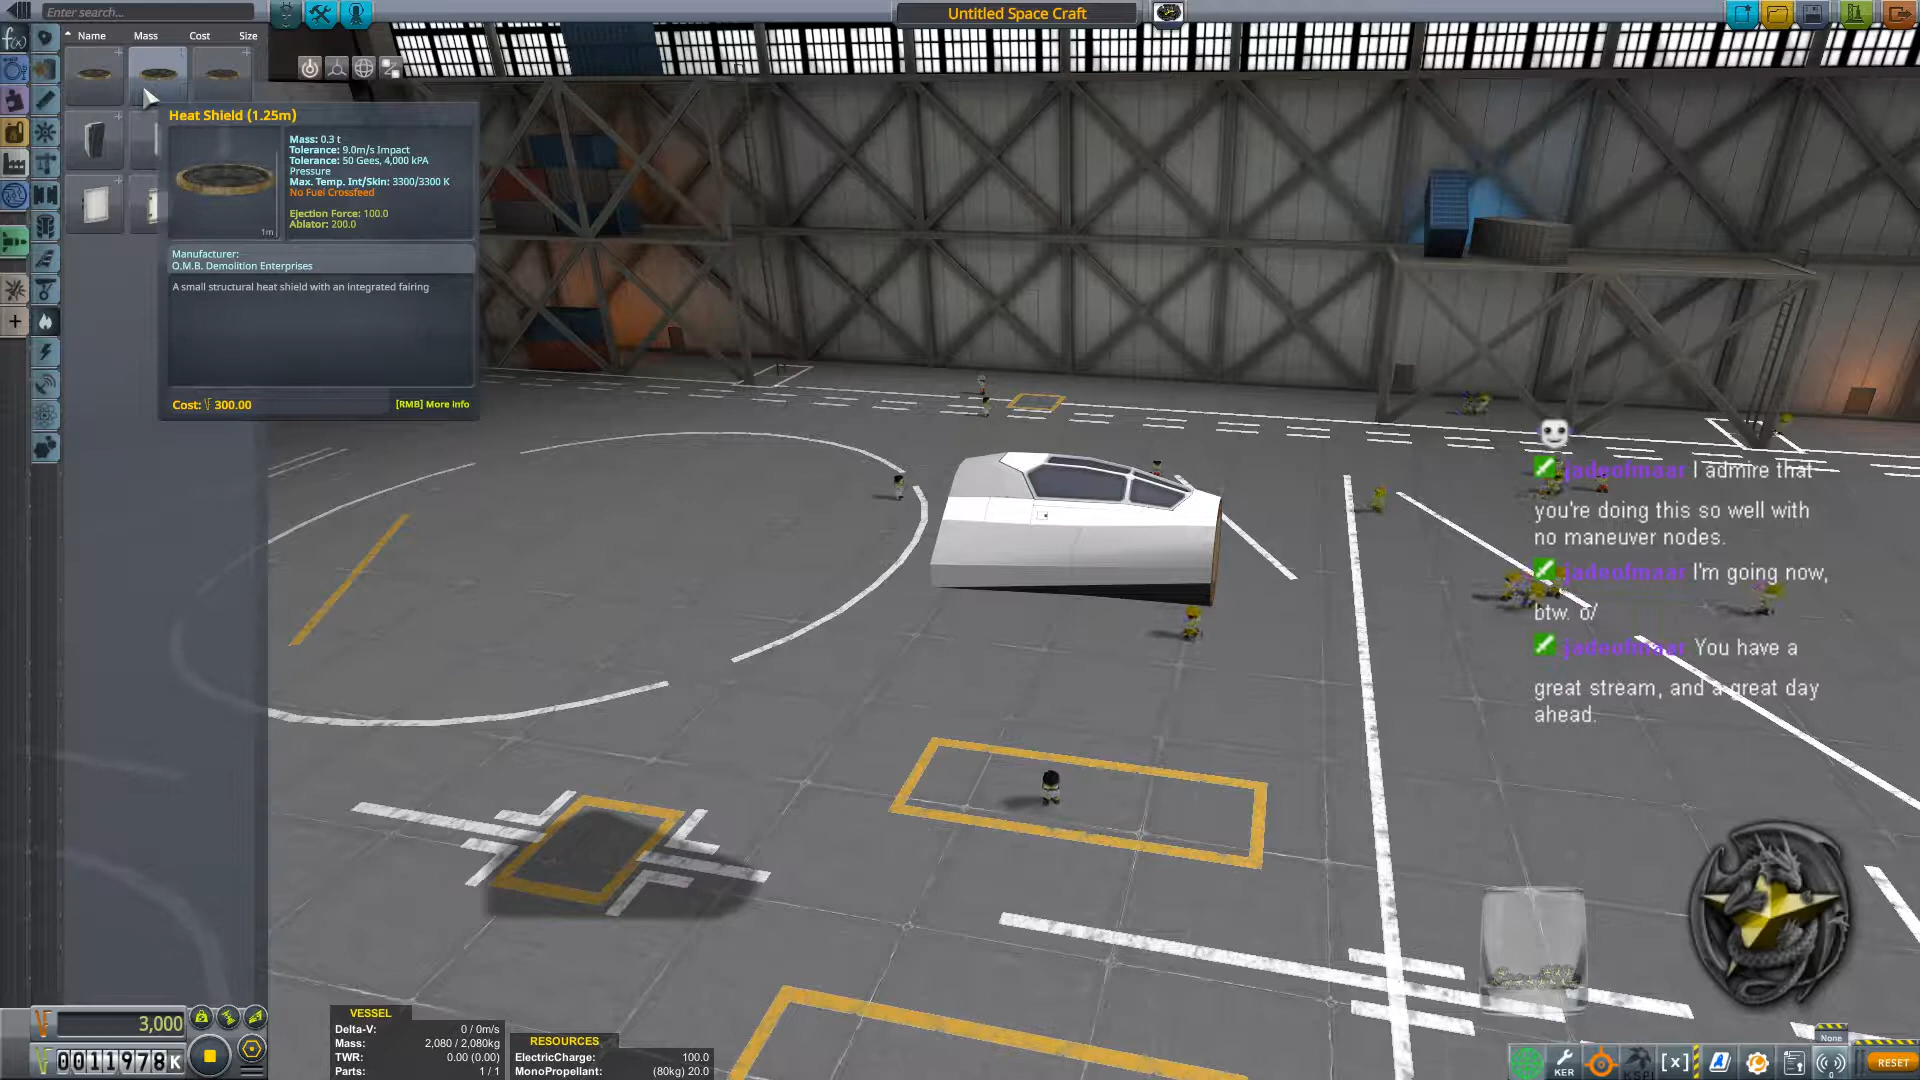 Enter search...
Untitled Space Craft
Name Mass Cost Size
f(x)
Heat Shield (1.25m)
Mass: 0.3 t
Tolerance: 9.0m/s Impact
Tolerance: 50 Gees, 4,000 kPa
Pressure
Max. Temp. Int/Skin: 3300/3300 K
No Fuel Crossfeed
Ejection Force: 100.0
Ablator: 200.0
1m
Manufacturer:
O.M.B. Demolition Enterprises
A small structural heat shield with an integrated fairing
Cost: 300.00
[RMB] More Info
jadeofmaar I admire that
you're doing this so well with
no maneuver nodes.
jadeofmaar I'm going now,
btw. o/
jadeofmaar You have a
great stream, and a great day
ahead.
3,000
0011978K
VESSEL
Delta-V: 0 / 0m/s
Mass: 2,080 / 2,080kg
TWR: 0.00 (0.00)
Parts: 1 / 1
RESOURCES
ElectricCharge: 100.0
MonoPropellant: (80kg) 20.0
None
KER
KSPI
[x]
0
RESET